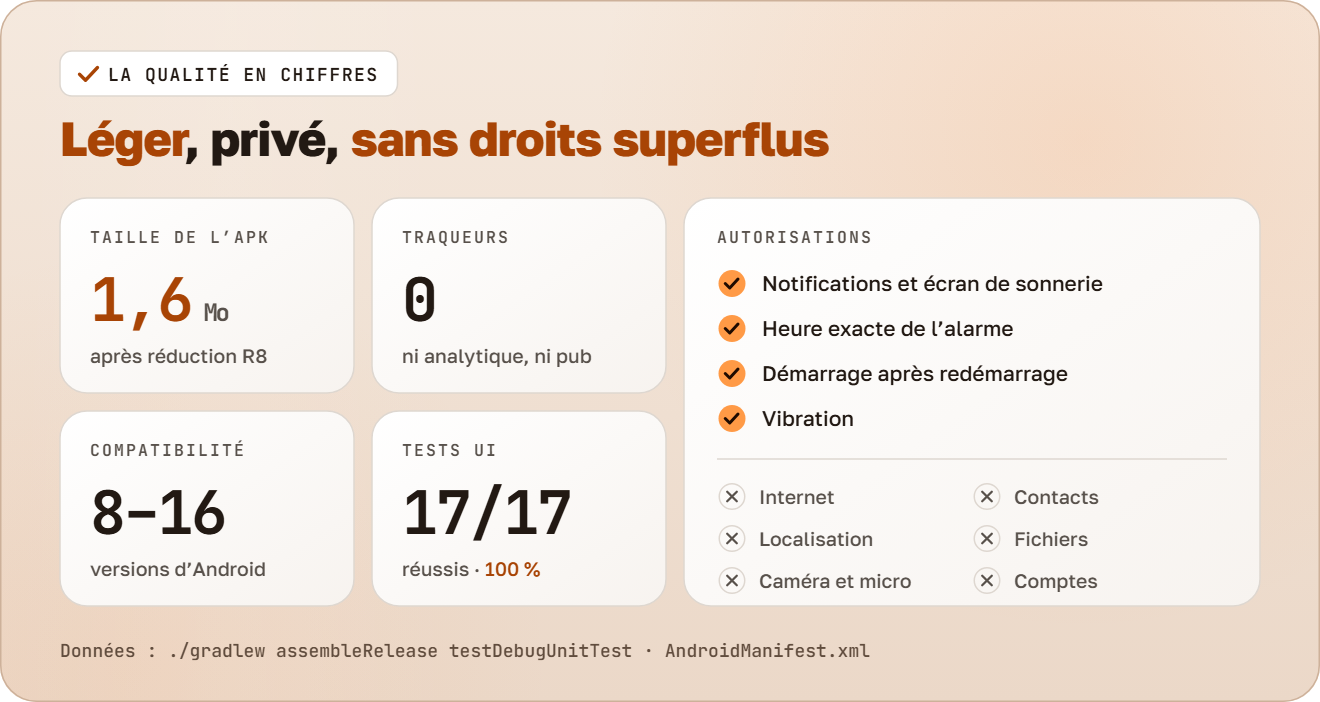 LA QUALITÉ EN CHIFFRES
Léger, privé, sans droits superflus
TAILLE DE L’APK
1,6 Mo
après réduction R8
TRAQUEURS
0
ni analytique, ni pub
COMPATIBILITÉ
8–16
versions d’Android
TESTS UI
17/17
réussis · 100 %
AUTORISATIONS
Notifications et écran de sonnerie
Heure exacte de l’alarme
Démarrage après redémarrage
Vibration
Internet
Contacts
Localisation
Fichiers
Caméra et micro
Comptes
Données : ./gradlew assembleRelease testDebugUnitTest · AndroidManifest.xml